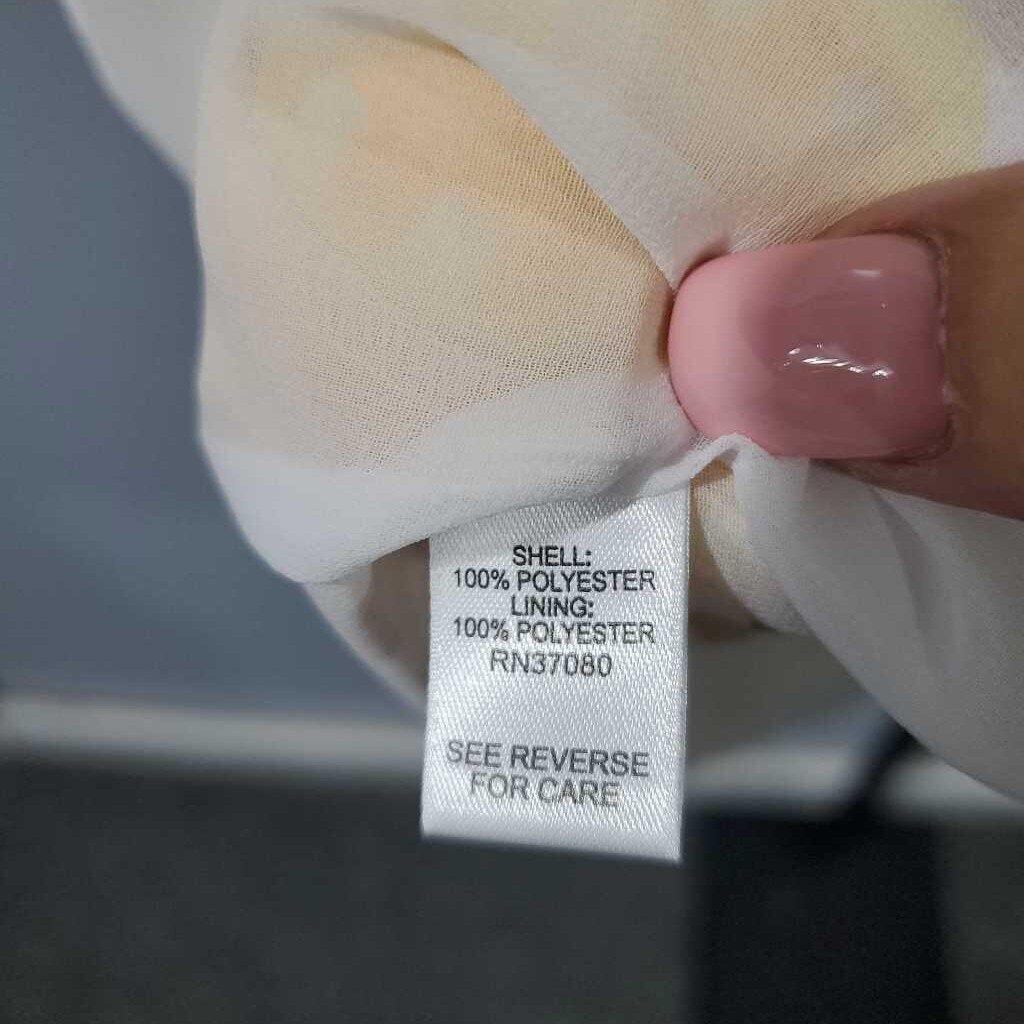 SHELL:
100% POLYESTER
LINING:
100% POLYESTER
RN37080
SEE REVERSE
FOR CARE